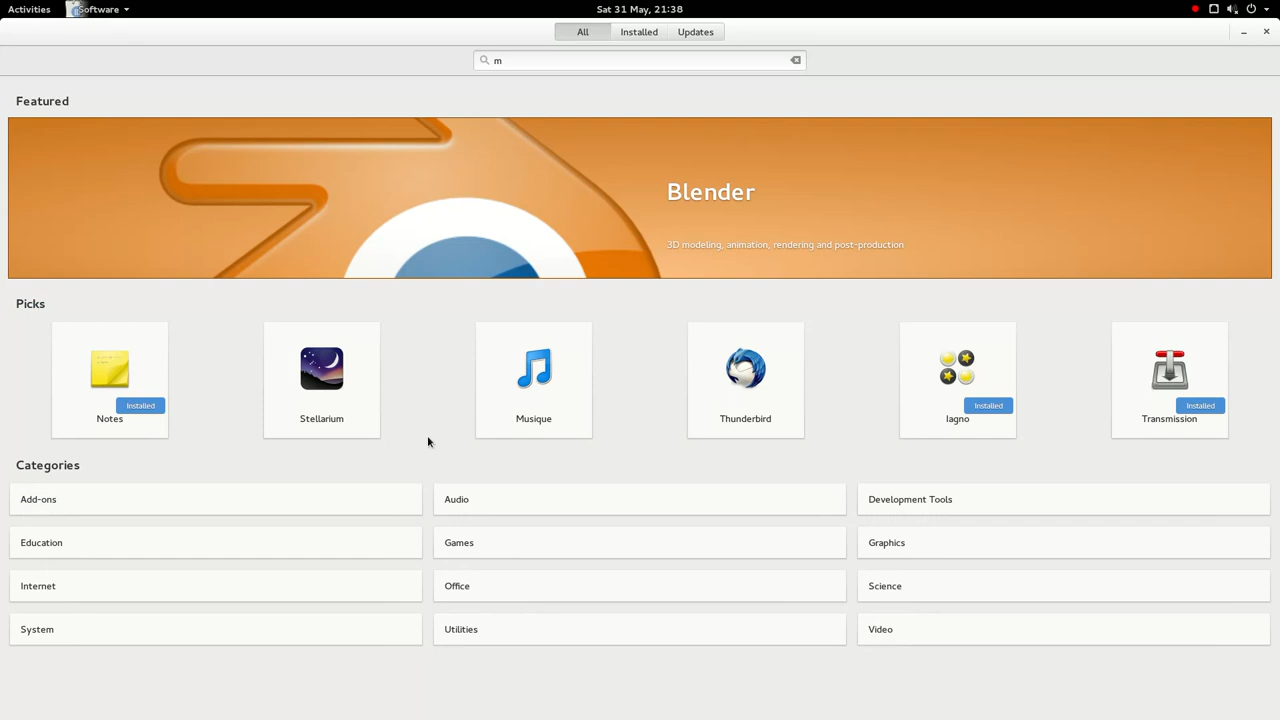 Activities Software Sat 31 May, 21:38
All Installed Updates
m
Featured
Blender
3D modeling, animation, rendering and post-production
Picks
Installed Installed Installed
Notes Stellarium Musique Thunderbird Iagno Transmission
Categories
Add-ons Audio Development Tools
Education Games Graphics
Internet Office Science
System Utilities Video